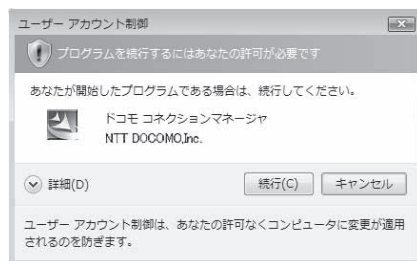 ユーザー アカウント制御
プログラムを続行するにはあなたの許可が必要です
あなたが開始したプログラムである場合は、続行してください。
ドコモ コネクションマネージャ
NTT DOCOMO,Inc.
詳細(D)
続行(C)
キャンセル
ユーザー アカウント制御は、あなたの許可なくコンピュータに変更が適用
されるのを防ぎます。